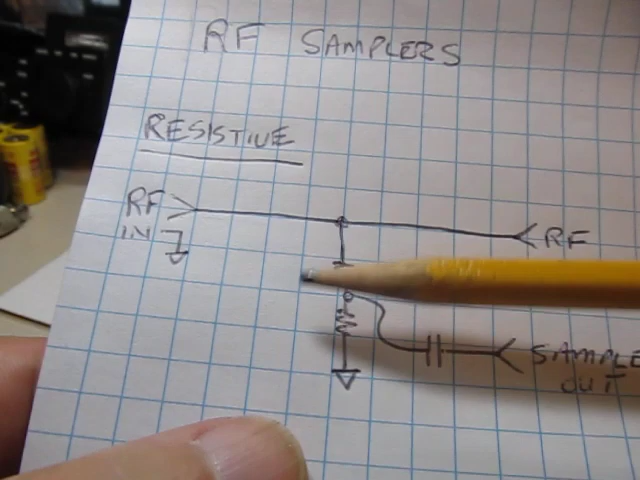 RF SAMPLERS
RESISTIVE
RF
IN
RF
SAMPLE
OUT